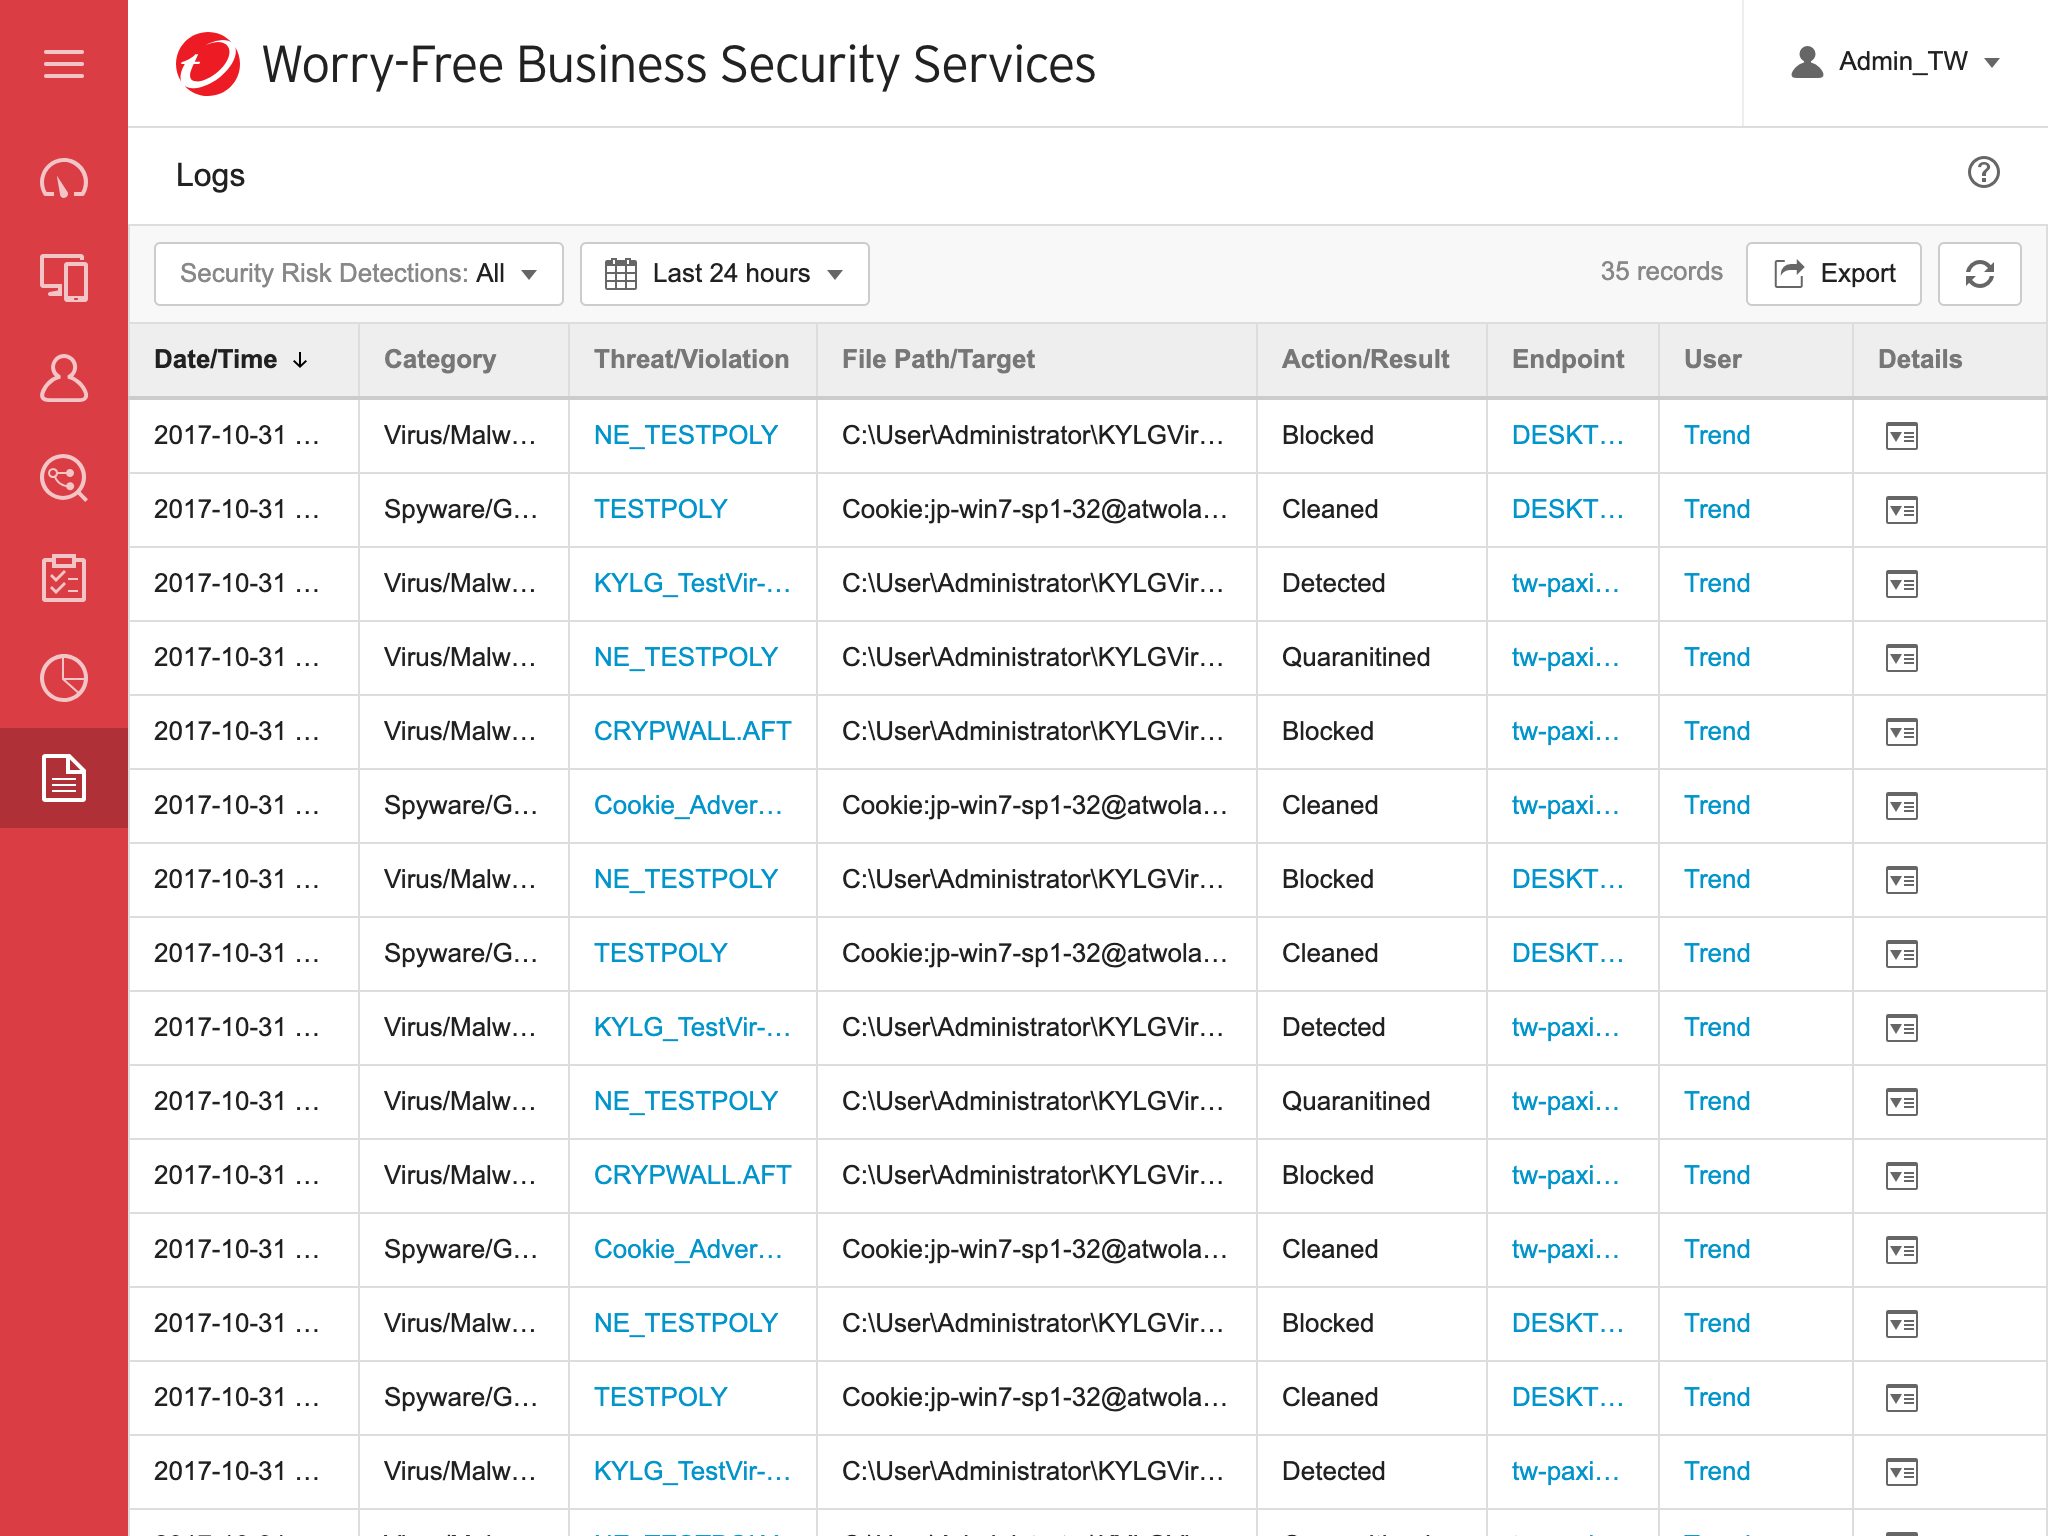 Worry-Free Business Security Services
Admin_TW
Logs
Security Risk Detections: All
Last 24 hours
35 records
Export
Date/Time Category Threat/Violation File Path/Target Action/Result Endpoint User Details
2017-10-31 ... Virus/Malw... NE_TESTPOLY C:\User\Administrator\KYLGVir... Blocked DESKT... Trend
2017-10-31 ... Spyware/G... TESTPOLY Cookie:jp-win7-sp1-32@atwola... Cleaned DESKT... Trend
2017-10-31 ... Virus/Malw... KYLG_TestVir-... C:\User\Administrator\KYLGVir... Detected tw-paxi... Trend
2017-10-31 ... Virus/Malw... NE_TESTPOLY C:\User\Administrator\KYLGVir... Quaranitined tw-paxi... Trend
2017-10-31 ... Virus/Malw... CRYPWALL.AFT C:\User\Administrator\KYLGVir... Blocked tw-paxi... Trend
2017-10-31 ... Spyware/G... Cookie_Adver... Cookie:jp-win7-sp1-32@atwola... Cleaned tw-paxi... Trend
2017-10-31 ... Virus/Malw... NE_TESTPOLY C:\User\Administrator\KYLGVir... Blocked DESKT... Trend
2017-10-31 ... Spyware/G... TESTPOLY Cookie:jp-win7-sp1-32@atwola... Cleaned DESKT... Trend
2017-10-31 ... Virus/Malw... KYLG_TestVir-... C:\User\Administrator\KYLGVir... Detected tw-paxi... Trend
2017-10-31 ... Virus/Malw... NE_TESTPOLY C:\User\Administrator\KYLGVir... Quaranitined tw-paxi... Trend
2017-10-31 ... Virus/Malw... CRYPWALL.AFT C:\User\Administrator\KYLGVir... Blocked tw-paxi... Trend
2017-10-31 ... Spyware/G... Cookie_Adver... Cookie:jp-win7-sp1-32@atwola... Cleaned tw-paxi... Trend
2017-10-31 ... Virus/Malw... NE_TESTPOLY C:\User\Administrator\KYLGVir... Blocked DESKT... Trend
2017-10-31 ... Spyware/G... TESTPOLY Cookie:jp-win7-sp1-32@atwola... Cleaned DESKT... Trend
2017-10-31 ... Virus/Malw... KYLG_TestVir-... C:\User\Administrator\KYLGVir... Detected tw-paxi... Trend